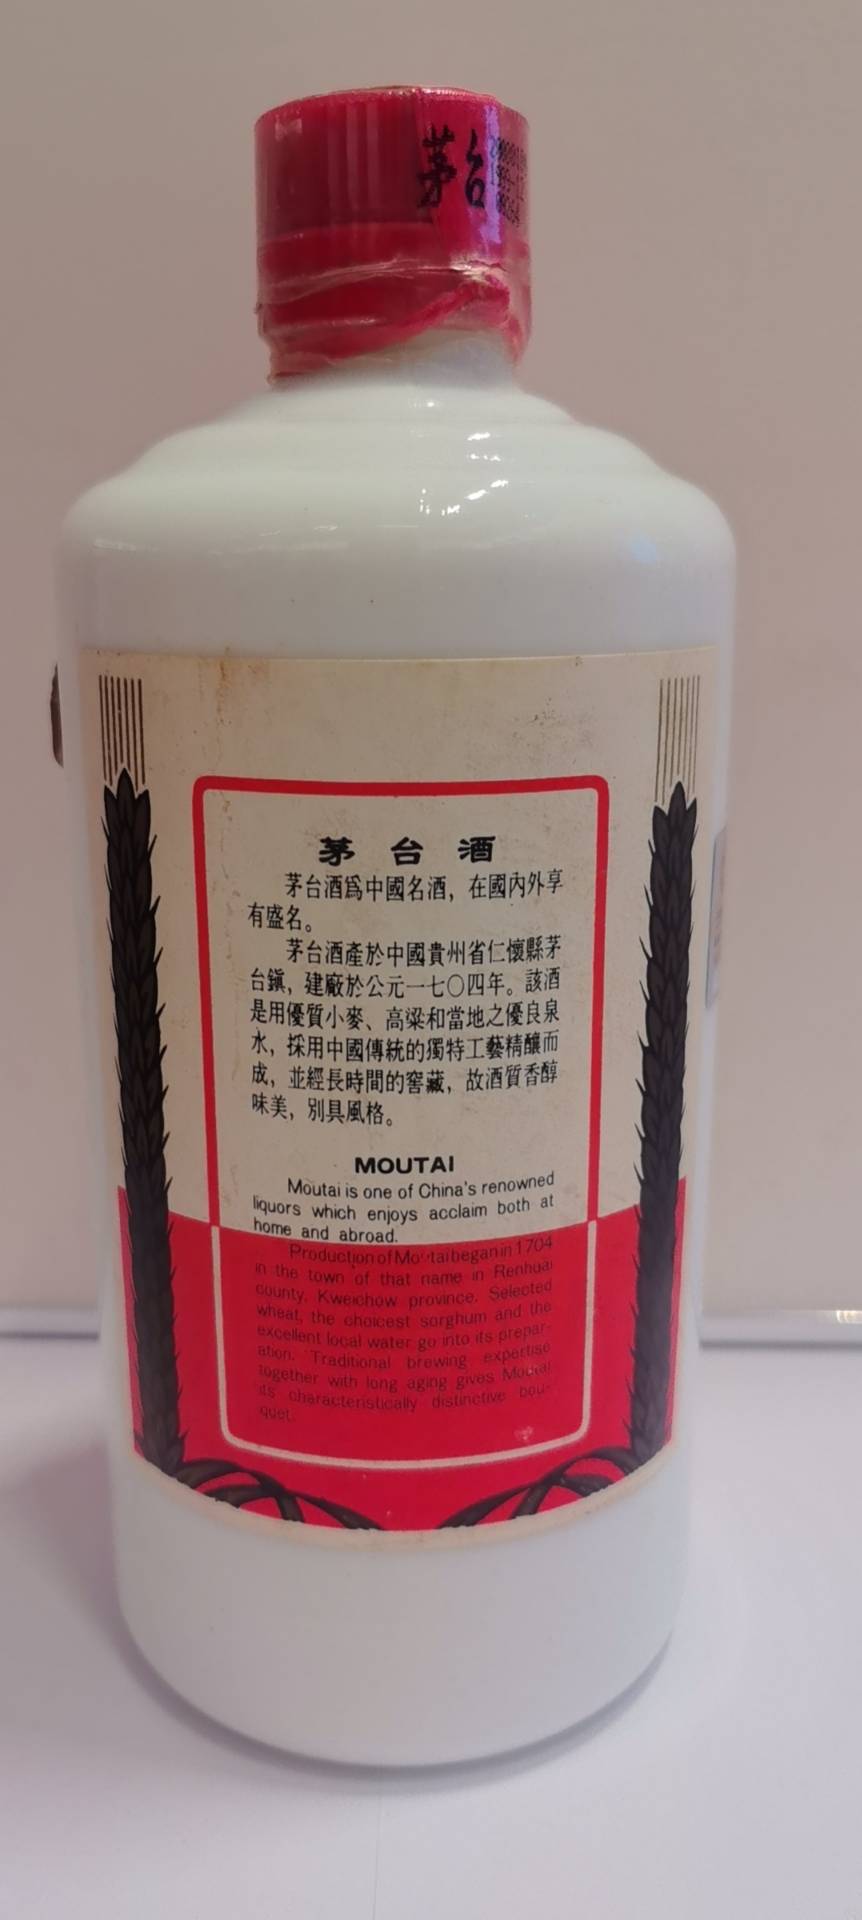 茅台
茅台酒
茅台酒爲中國名酒，在國內外享
有盛名。
茅台酒產於中國貴州省仁懷縣茅
台鎭，建廠於公元一七〇四年。該酒
是用優質小麥、高粱和當地之優良泉
水，採用中國傳統的獨特工藝精釀而
成，並經長時間的窖藏，故酒質香醇
味美，別具風格。
MOUTAI
Moutai is one of China's renowned
liquors which enjoys acclaim both at
home and abroad.
Production of Moutai began in 1704
in the town of that name in Renhuai
county, Kweichow province. Selected
wheat, the choicest sorghum and the
excellent local water go into its prepar-
ation. Traditional brewing expertise
together with long aging gives Moutai
its characteristically distinctive bou-
quet.